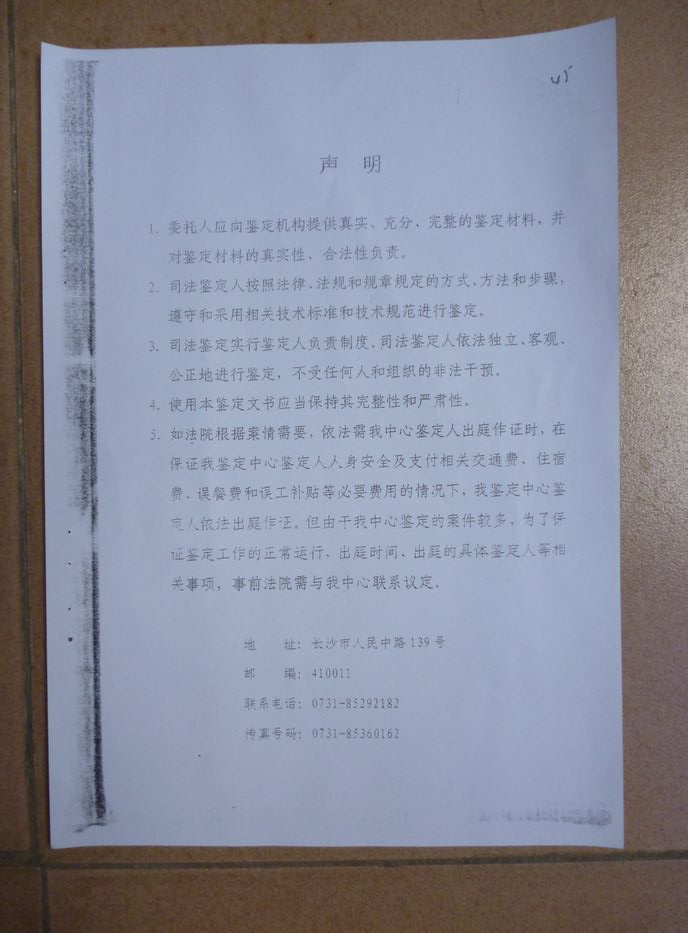 45
声 明
1. 委托人应向鉴定机构提供真实、充分、完整的鉴定材料，并
对鉴定材料的真实性、合法性负责。
2. 司法鉴定人按照法律、法规和规章规定的方式、方法和步骤，
遵守和采用相关技术标准和技术规范进行鉴定。
3. 司法鉴定实行鉴定人负责制度。司法鉴定人依法独立、客观、
公正地进行鉴定，不受任何人和组织的非法干预。
4. 使用本鉴定文书应当保持其完整性和严肃性。
5. 如法院根据案情需要，依法需我中心鉴定人出庭作证时，在
保证我鉴定中心鉴定人人身安全及支付相关交通费、住宿
费、误餐费和误工补贴等必要费用的情况下，我鉴定中心鉴
定人依法出庭作证。但由于我中心鉴定的案件较多，为了保
证鉴定工作的正常运行，出庭时间、出庭的具体鉴定人等相
关事项，事前法院需与我中心联系议定。
地 址：长沙市人民中路 139 号
邮 编：410011
联系电话：0731-85292182
传真号码：0731-85360162